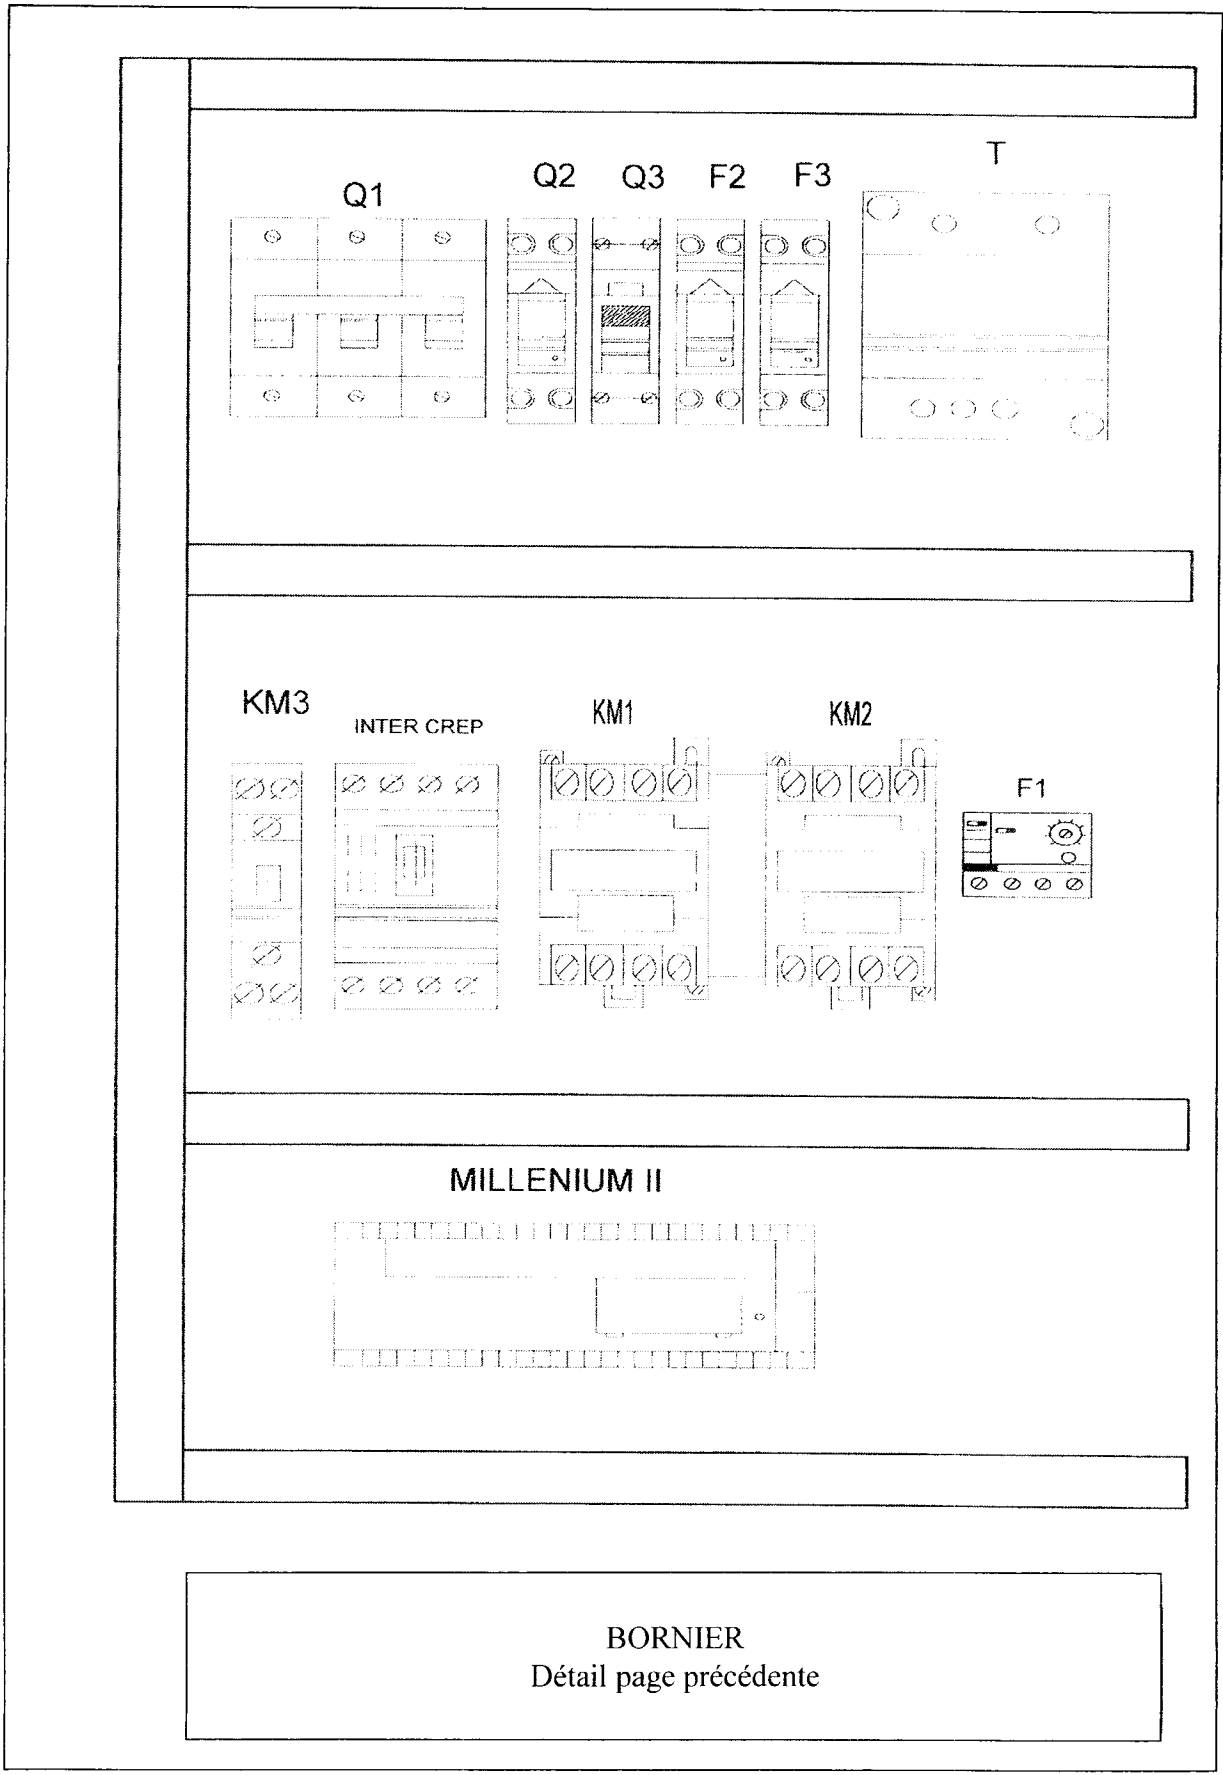 Q1
Q2
Q3
F2
F3
T
KM3
INTER CREP
KM1
KM2
F1
MILLENIUM II
BORNIER
Détail page précédente